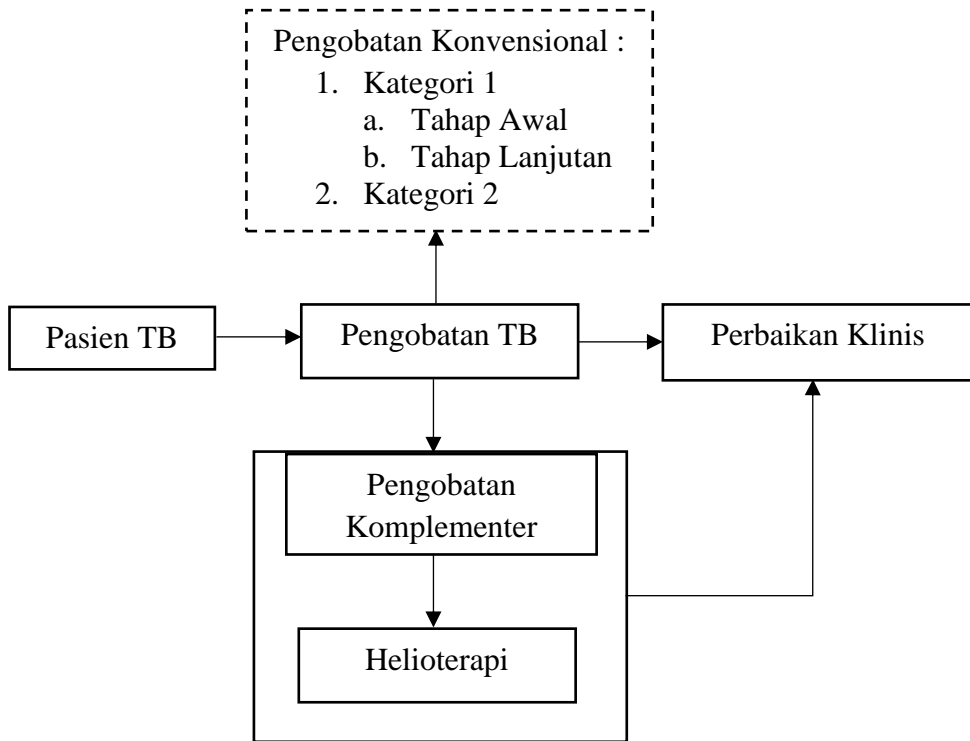 Pengobatan Konvensional :
1. Kategori 1
a. Tahap Awal
b. Tahap Lanjutan
2. Kategori 2
Pasien TB
Pengobatan TB
Perbaikan Klinis
Pengobatan
Komplementer
Helioterapi